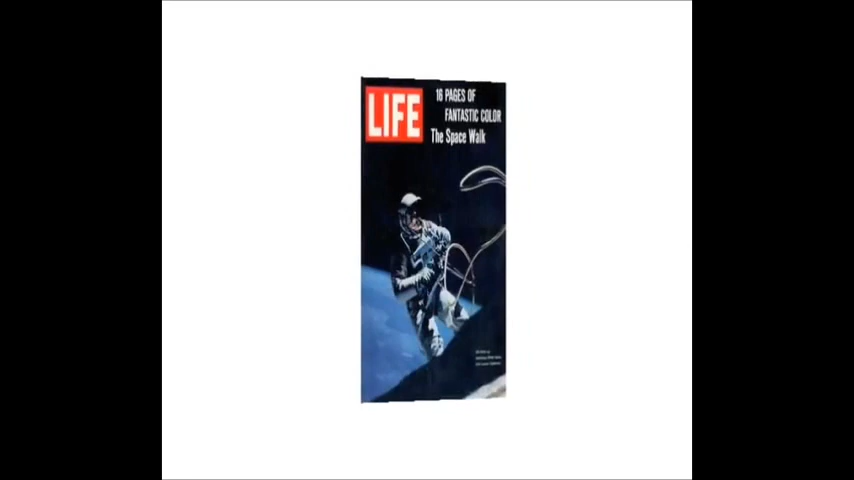 LIFE
16 PAGES OF
FANTASTIC COLOR
The Space Walk